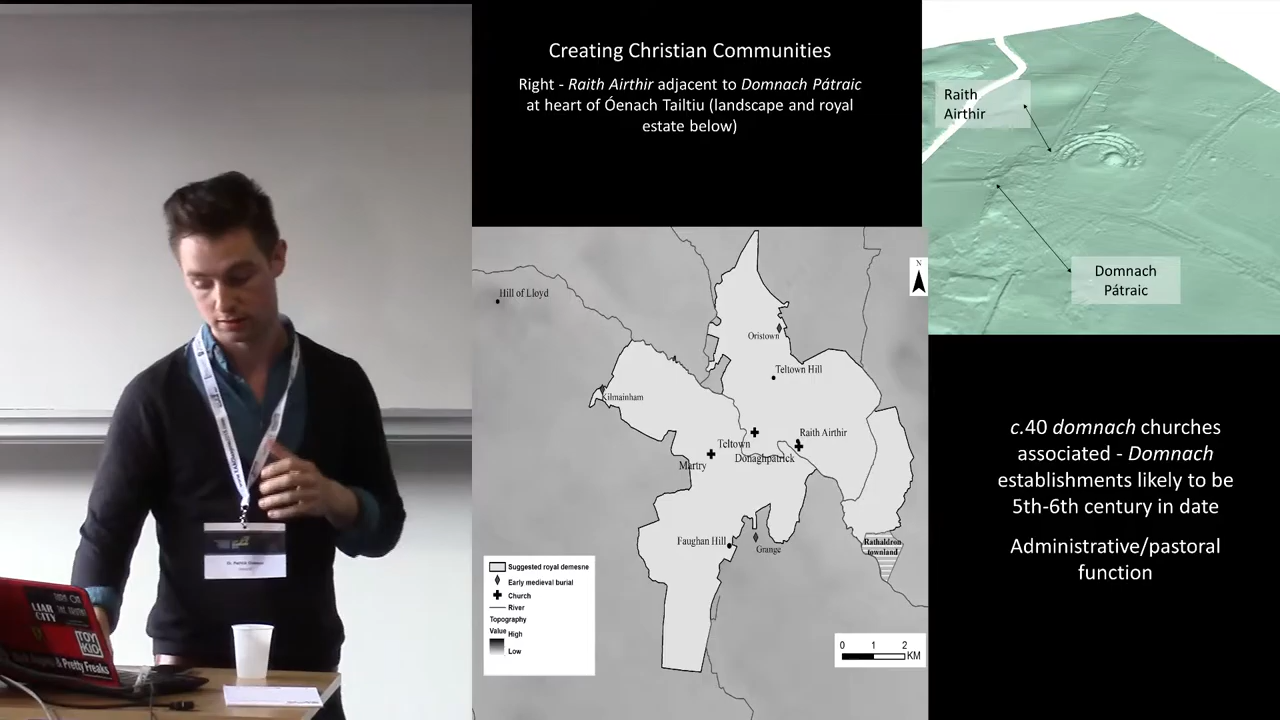 Creating Christian Communities
Right - Raith Airthir adjacent to Domnach Pátraic
at heart of Óenach Tailtiu (landscape and royal
estate below)
Raith
Airthir
Domnach
Pátraic
Hill of Lloyd
N
Oristown
Teltown Hill
Kilmainham
Raith Airthir
Teltown
Donaghpatrick
Martry
Faughan Hill
Grange
Rathaldron
townland
Suggested royal demesne
Early medieval burial
Church
River
Topography
Value
High
Low
0 1 2
KM
c.40 domnach churches
associated - Domnach
establishments likely to be
5th-6th century in date
Administrative/pastoral
function
LIAR
CITY
TOY
KIO
& Pretty Freaks